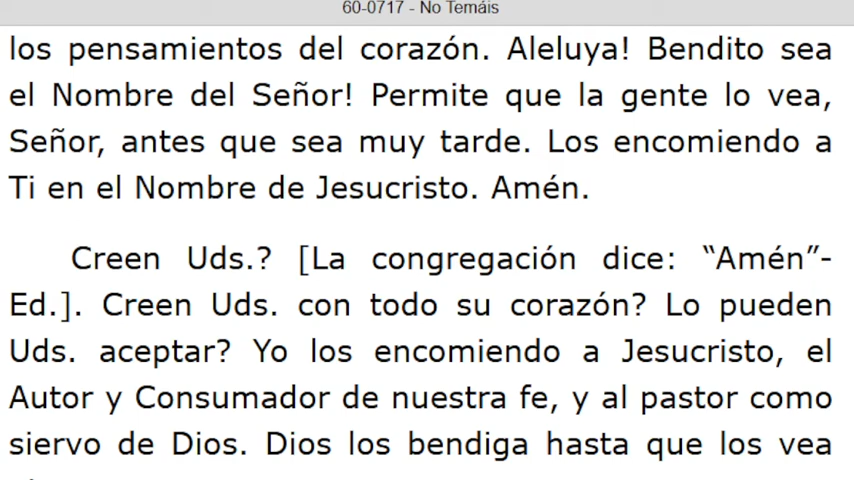 60-0717 - No Temáis
los pensamientos del corazón. Aleluya! Bendito sea
el Nombre del Señor! Permite que la gente lo vea,
Señor, antes que sea muy tarde. Los encomiendo a
Ti en el Nombre de Jesucristo. Amén.
Creen Uds.? [La congregación dice: “Amén”-
Ed.]. Creen Uds. con todo su corazón? Lo pueden
Uds. aceptar? Yo los encomiendo a Jesucristo, el
Autor y Consumador de nuestra fe, y al pastor como
siervo de Dios. Dios los bendiga hasta que los vea